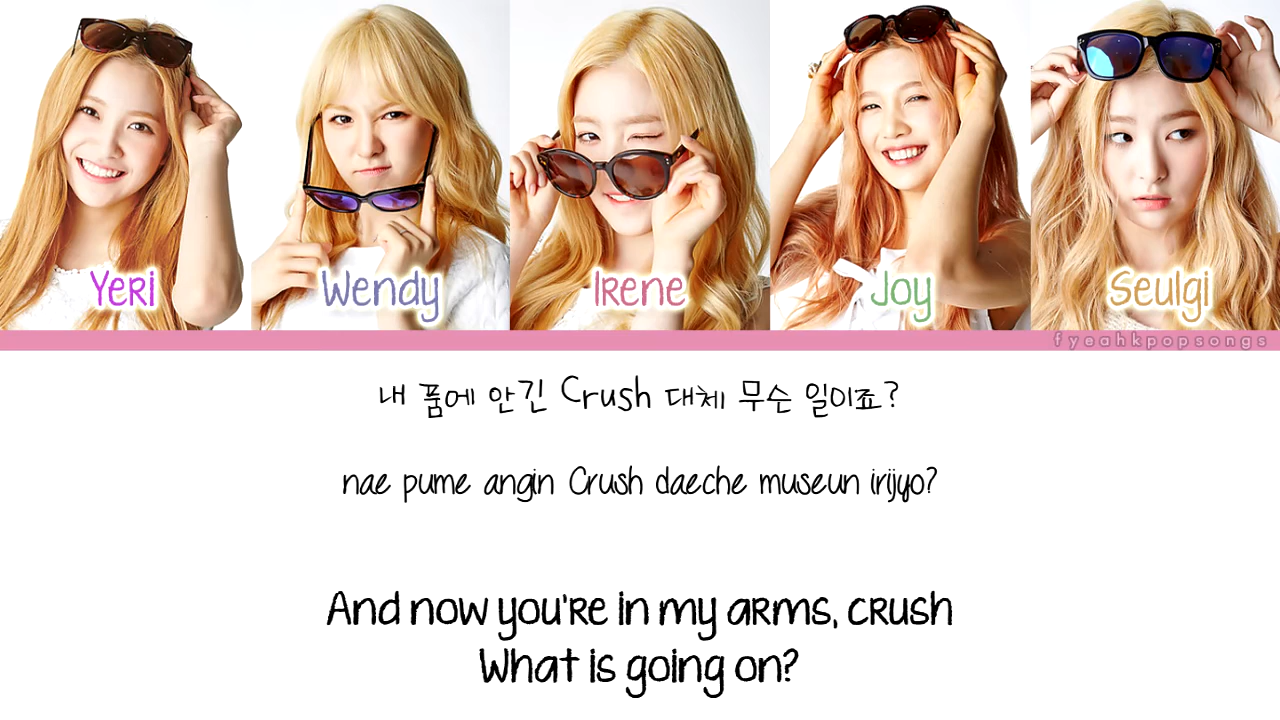 Yeri
Wendy
Irene
Joy
Seulgi
fyeahkpopsongs
내 품에 안긴 Crush 대체 무슨 일이죠?
nae pume angin Crush daeche museun irijyo?
And now you're in my arms, crush
What is going on?